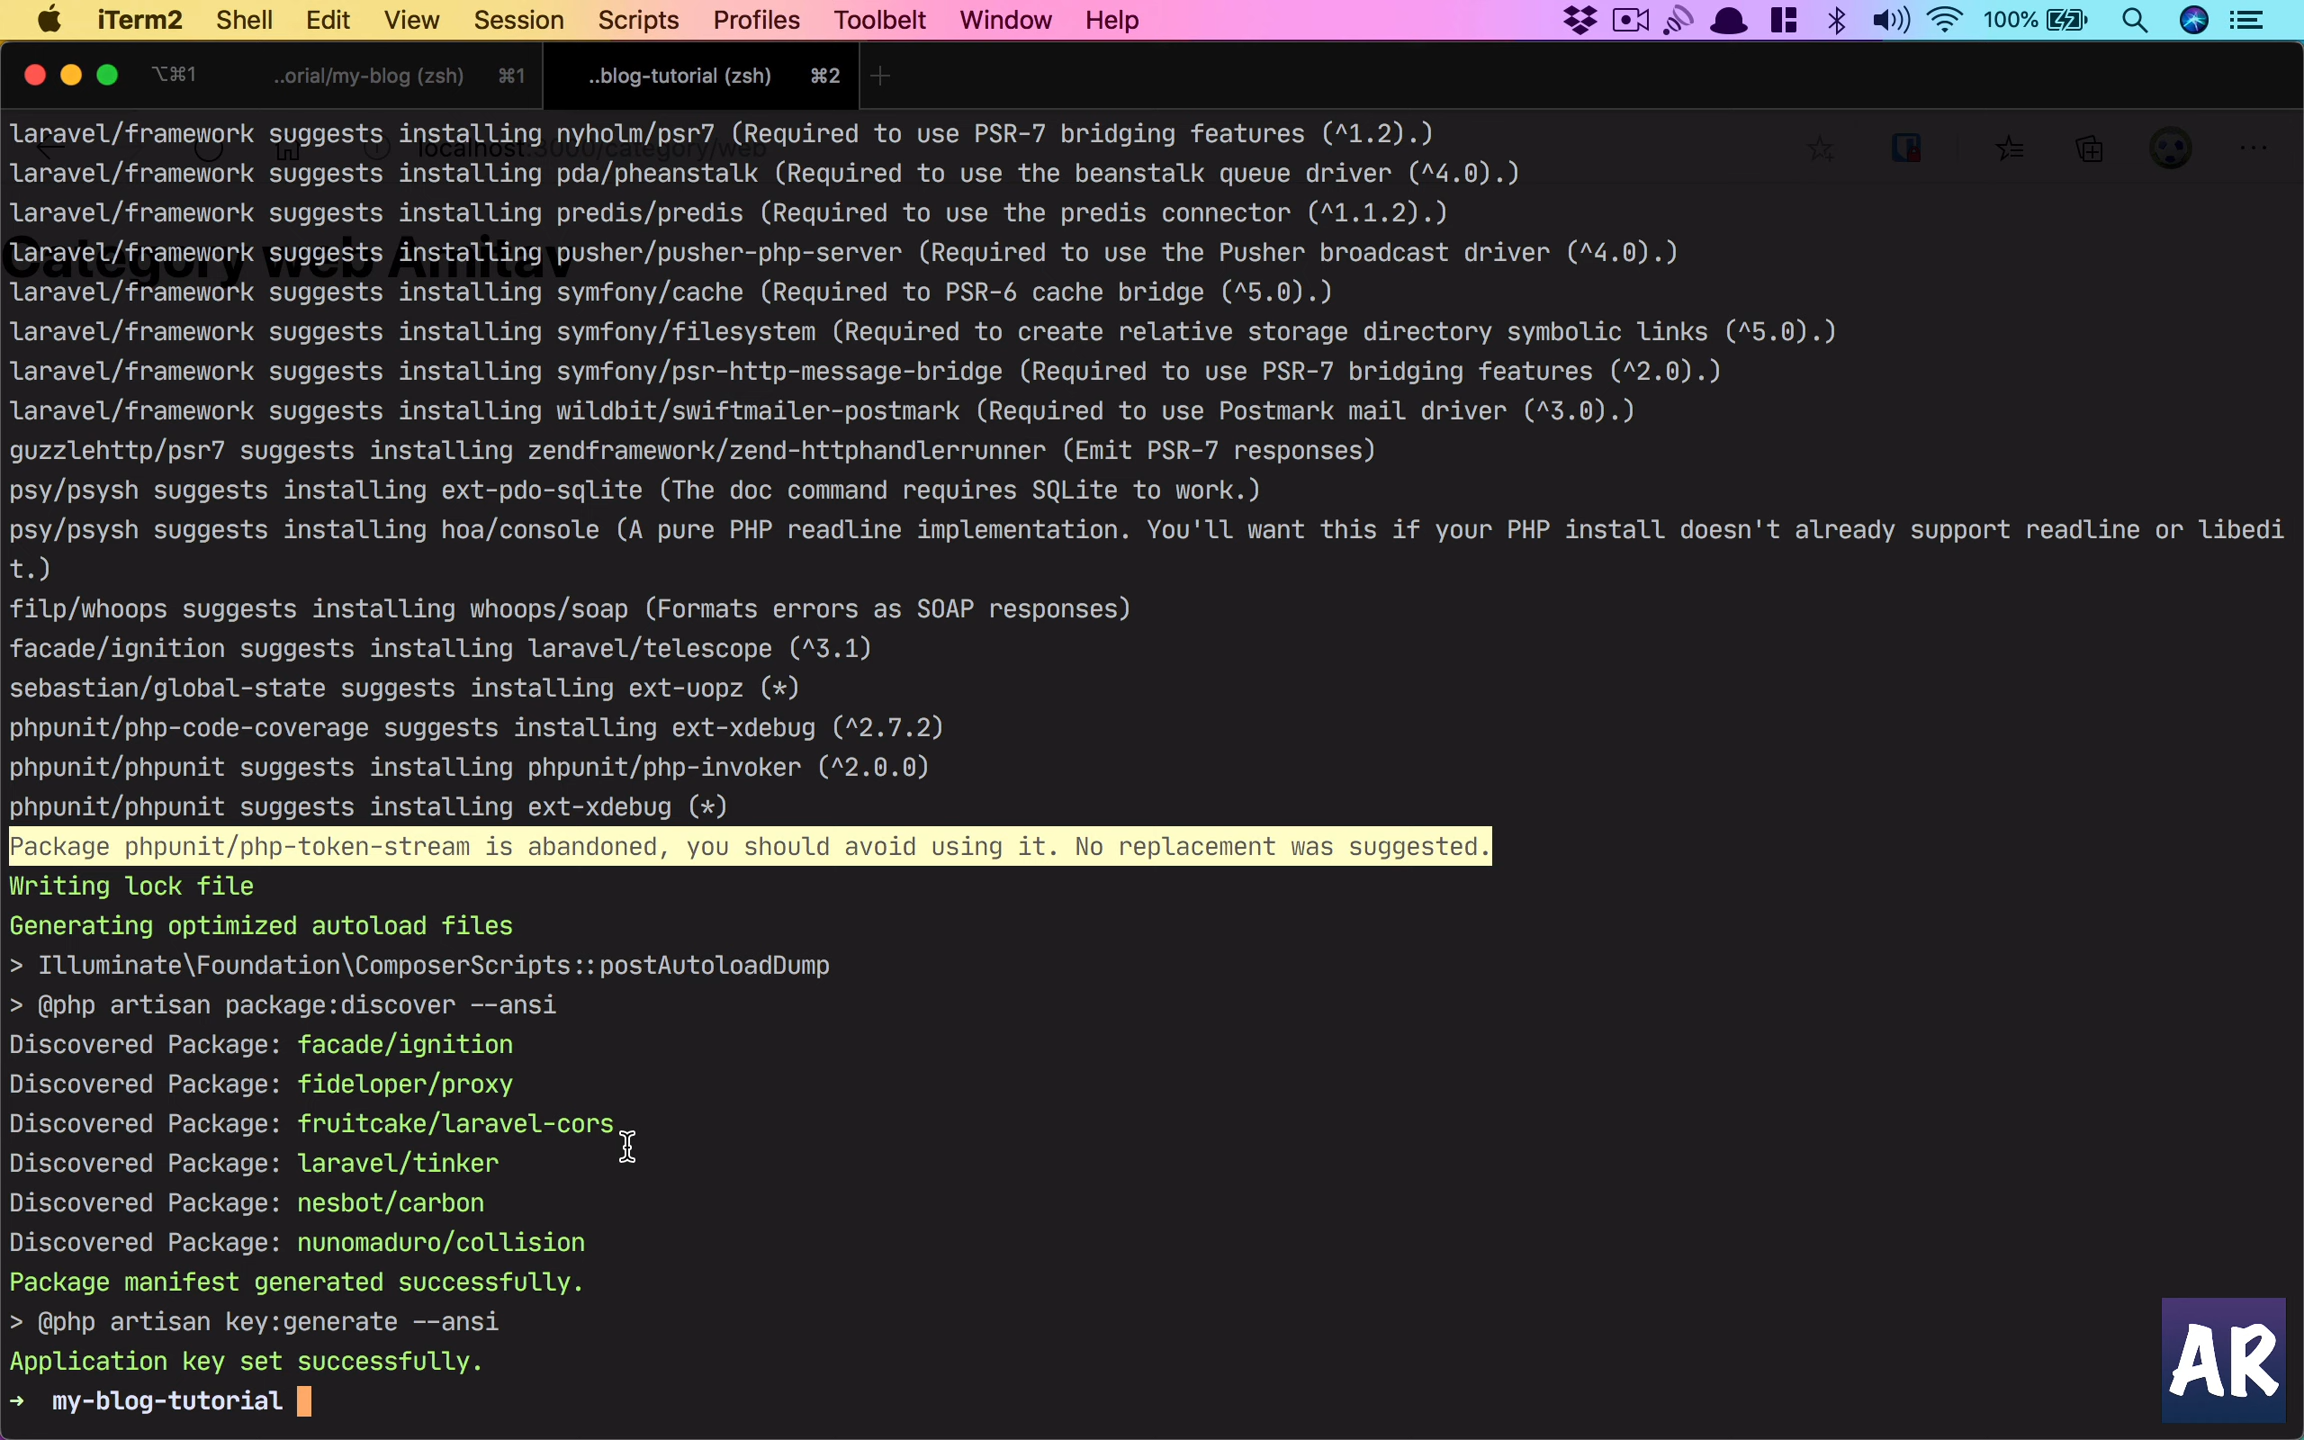 iTerm2 Shell Edit View Session Scripts Profiles Toolbelt Window Help 100%
⌥⌘1 ..orial/my-blog (zsh) ⌘1 ..blog-tutorial (zsh) ⌘2 +
laravel/framework suggests installing nyholm/psr7 (Required to use PSR-7 bridging features (^1.2).)
localhost:3000/category/web
laravel/framework suggests installing pda/pheanstalk (Required to use the beanstalk queue driver (^4.0).)
laravel/framework suggests installing predis/predis (Required to use the predis connector (^1.1.2).)
laravel/framework suggests installing pusher/pusher-php-server (Required to use the Pusher broadcast driver (^4.0).)
Category web Amitav
laravel/framework suggests installing symfony/cache (Required to PSR-6 cache bridge (^5.0).)
laravel/framework suggests installing symfony/filesystem (Required to create relative storage directory symbolic links (^5.0).)
laravel/framework suggests installing symfony/psr-http-message-bridge (Required to use PSR-7 bridging features (^2.0).)
laravel/framework suggests installing wildbit/swiftmailer-postmark (Required to use Postmark mail driver (^3.0).)
guzzlehttp/psr7 suggests installing zendframework/zend-httphandlerrunner (Emit PSR-7 responses)
psy/psysh suggests installing ext-pdo-sqlite (The doc command requires SQLite to work.)
psy/psysh suggests installing hoa/console (A pure PHP readline implementation. You'll want this if your PHP install doesn't already support readline or libedi
t.)
filp/whoops suggests installing whoops/soap (Formats errors as SOAP responses)
facade/ignition suggests installing laravel/telescope (^3.1)
sebastian/global-state suggests installing ext-uopz (*)
phpunit/php-code-coverage suggests installing ext-xdebug (^2.7.2)
phpunit/phpunit suggests installing phpunit/php-invoker (^2.0.0)
phpunit/phpunit suggests installing ext-xdebug (*)
Package phpunit/php-token-stream is abandoned, you should avoid using it. No replacement was suggested.
Writing lock file
Generating optimized autoload files
> Illuminate\Foundation\ComposerScripts::postAutoloadDump
> @php artisan package:discover --ansi
Discovered Package: facade/ignition
Discovered Package: fideloper/proxy
Discovered Package: fruitcake/laravel-cors
Discovered Package: laravel/tinker
Discovered Package: nesbot/carbon
Discovered Package: nunomaduro/collision
Package manifest generated successfully.
> @php artisan key:generate --ansi
Application key set successfully.
→ my-blog-tutorial
AR